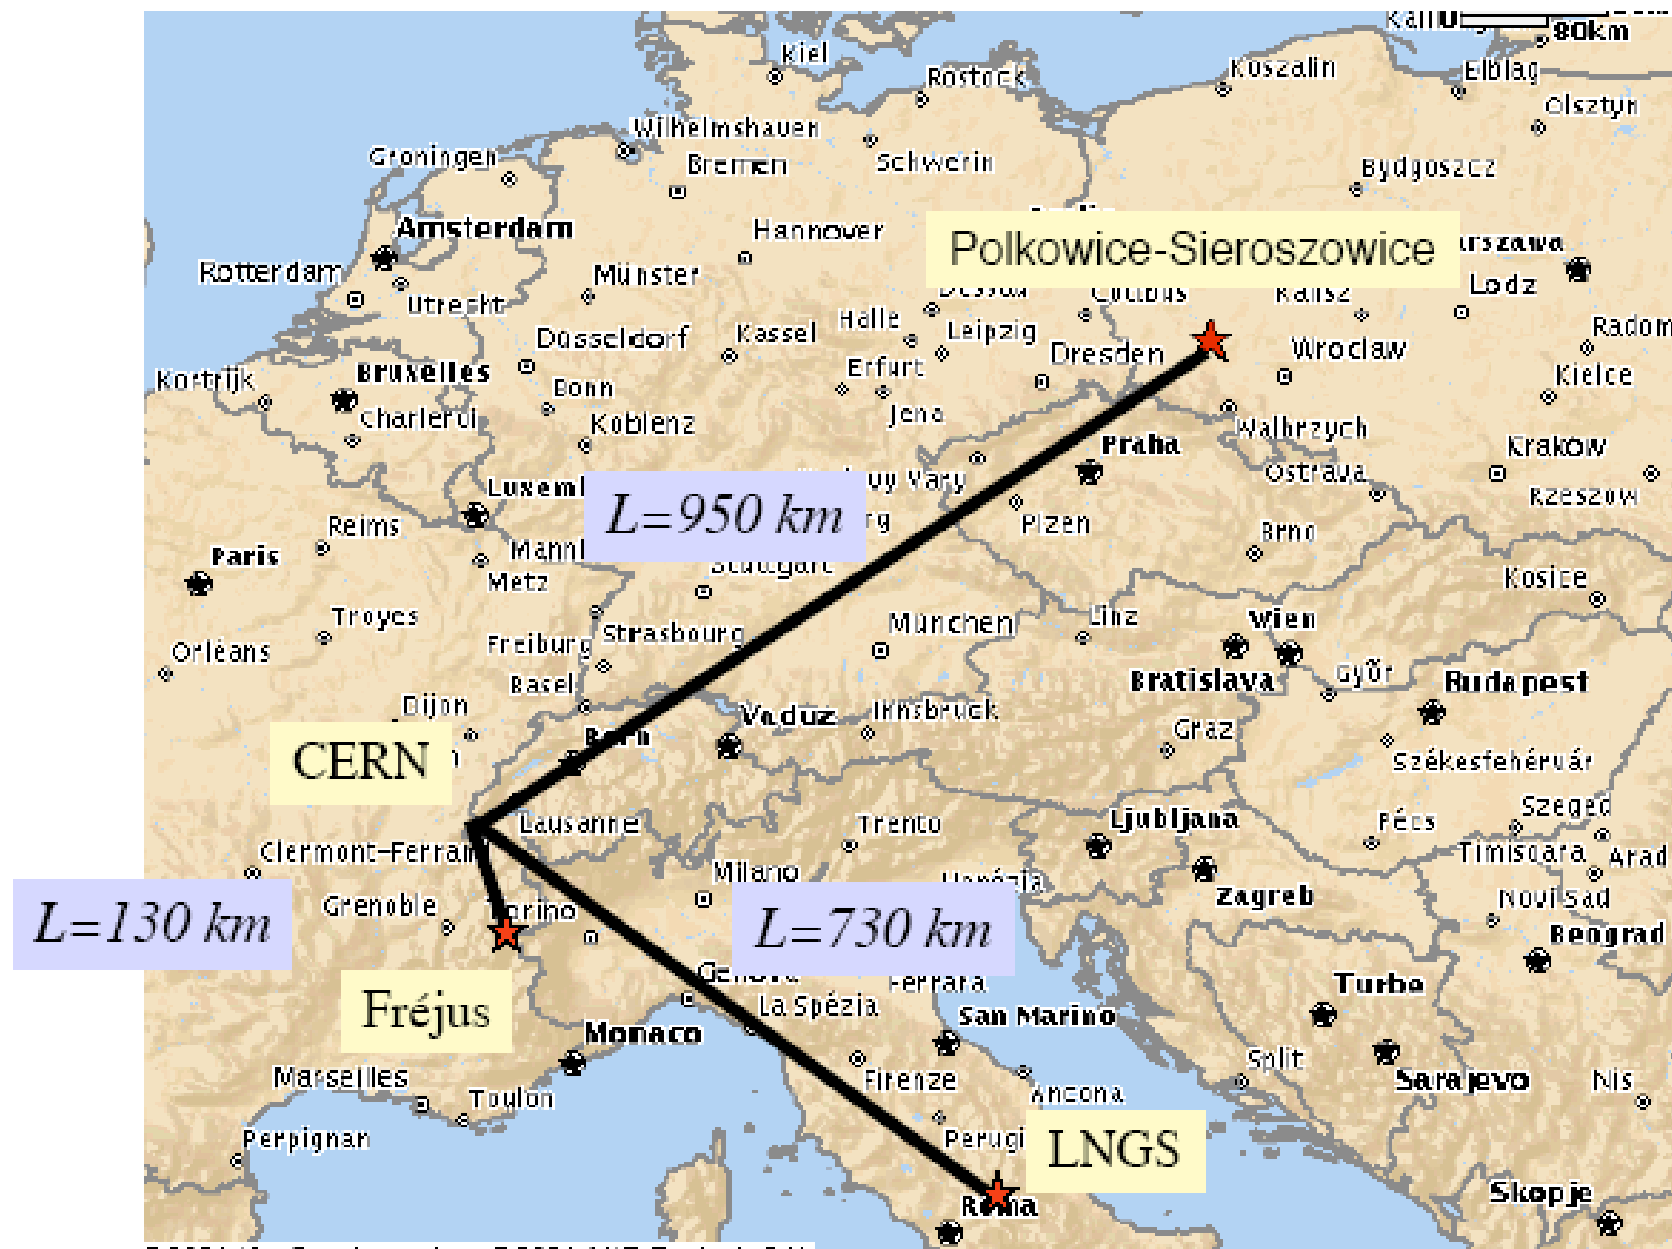 Kiel
80km
Rostock
Koszalin
Elblag
Olsztyn
Wilhelmshaven
Groningen
Bremen
Schwerin
Bydgoszcz
Amsterdam
Hannover
Polkowice-Sieroszowice
Rotterdam
Münster
Utrecht
Lodz
Halle
Leipzig
Radom
Düsseldorf
Kassel
Dresden
Wroclaw
Kortrijk
Bruxelles
Erfurt
Kielce
Bonn
Charleroi
Koblenz
Jena
Walbrzych
Praha
Krakow
Ostrava
Rzeszow
L=950 km
Reims
Plzen
Brno
Paris
Metz
Stuttgart
Kosice
Troyes
Strasbourg
München
Linz
Wien
Orléans
Freiburg
Basel
Bratislava
Györ
Budapest
Dijon
Vaduz
Innsbruck
Graz
CERN
Bern
Székesfehérvár
Lausanne
Trento
Ljubljana
Pécs
Szeged
Timisoara
Arad
Milano
Zagreb
Novi Sad
L=130 km
Grenoble
Torino
L=730 km
Beograd
Genova
Ferrara
Turbo
Fréjus
La Spézia
San Marino
Monaco
Split
Marseilles
Toulon
Firenze
Ancona
Sarajevo
Nis
Perpignan
LNGS
Roma
Skopje